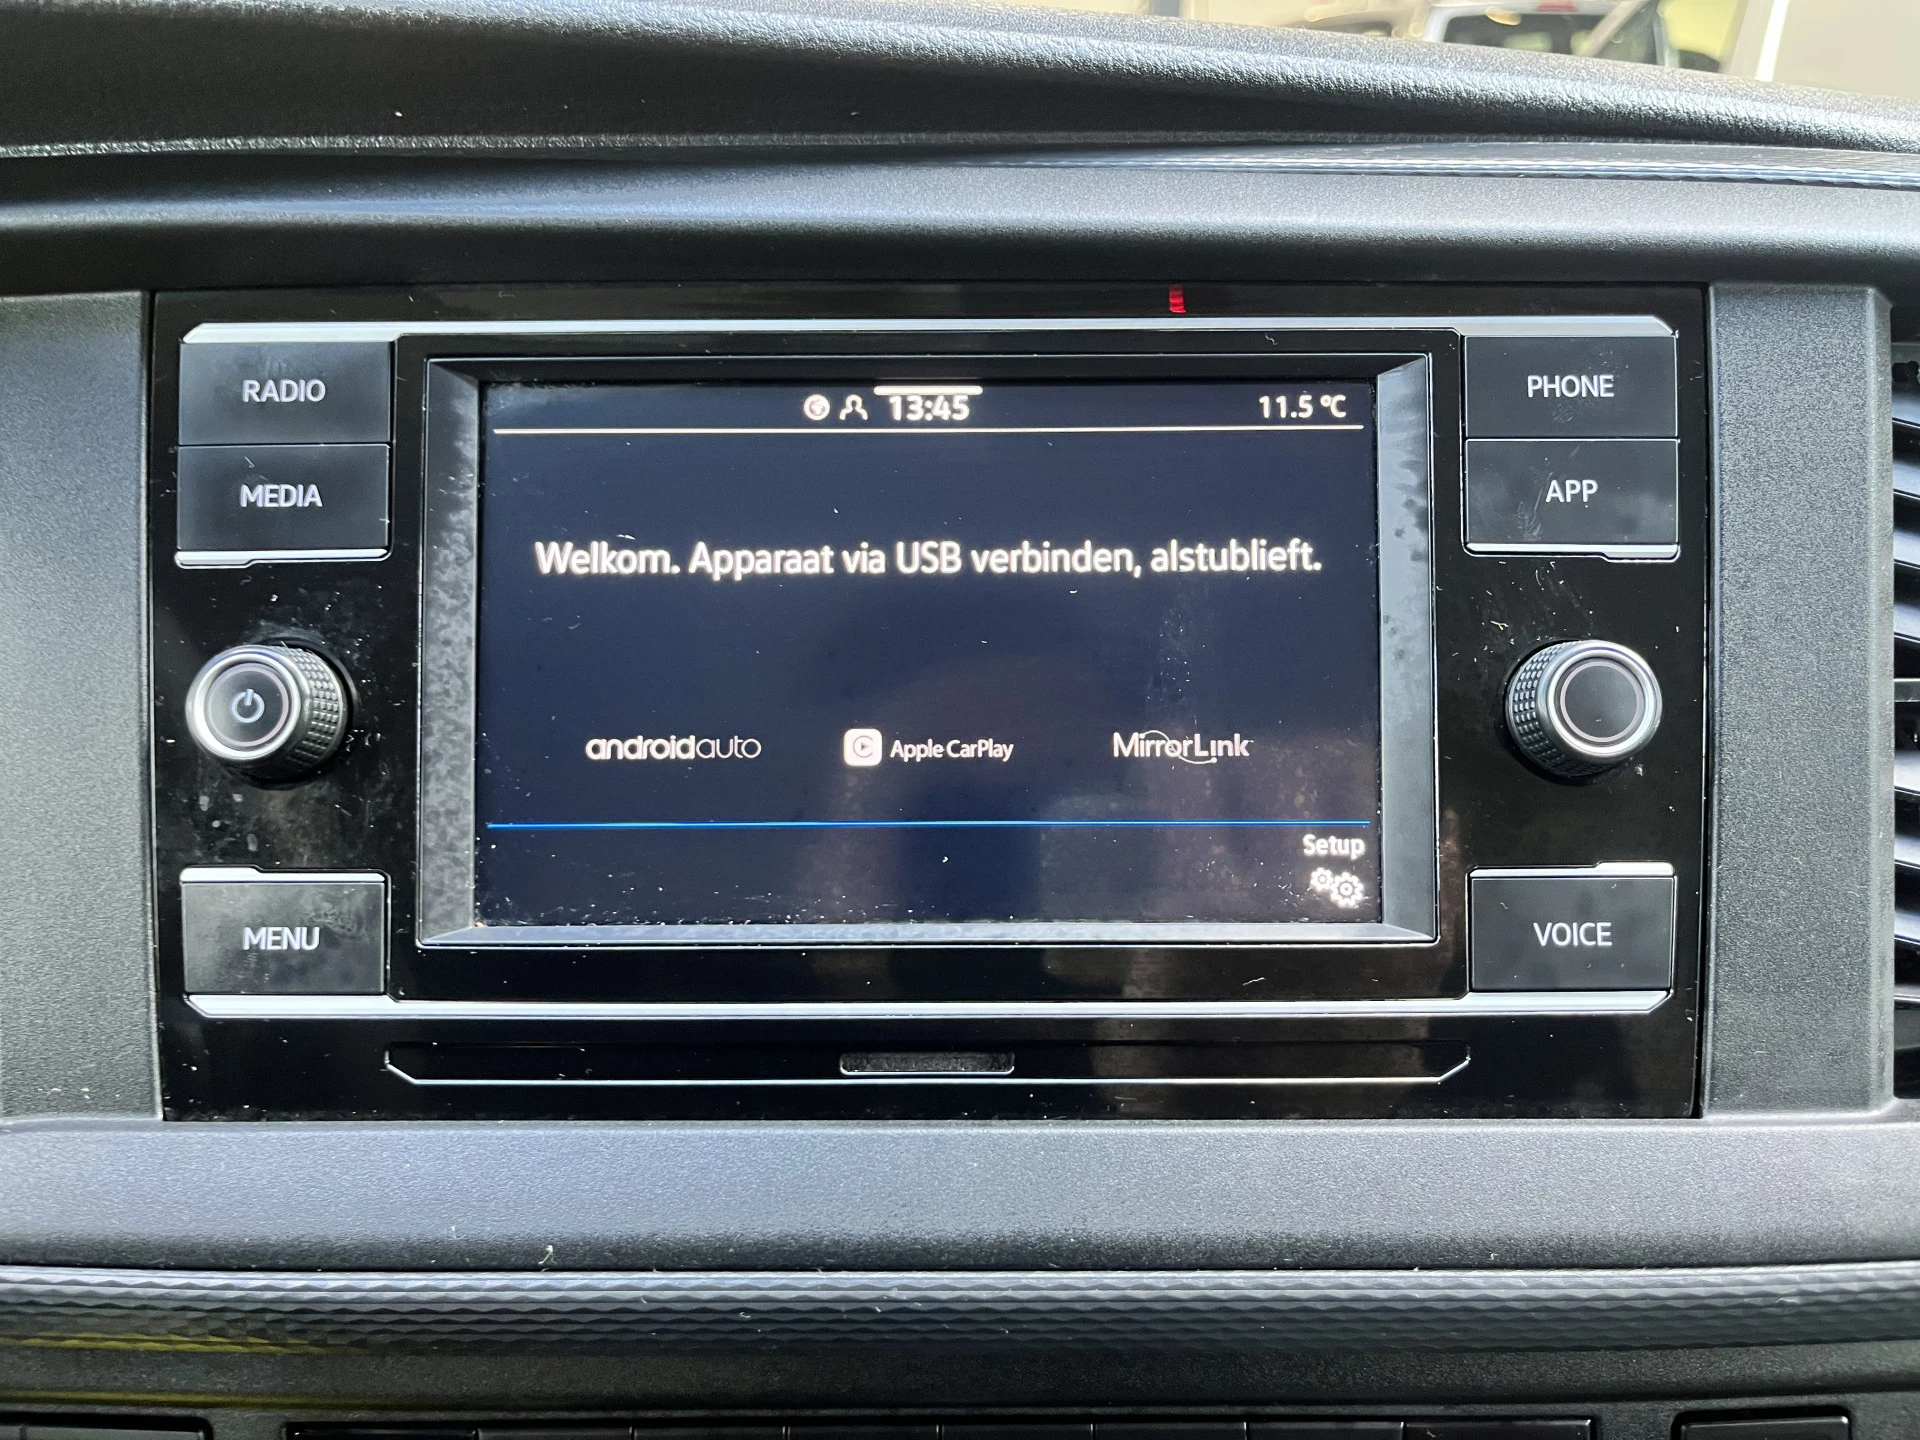 RADIO
MEDIA
MENU
13:45
11.5 °C
Welkom. Apparaat via USB verbinden, alstublieft.
androidauto
Apple CarPlay
MirrorLink
Setup
PHONE
APP
VOICE